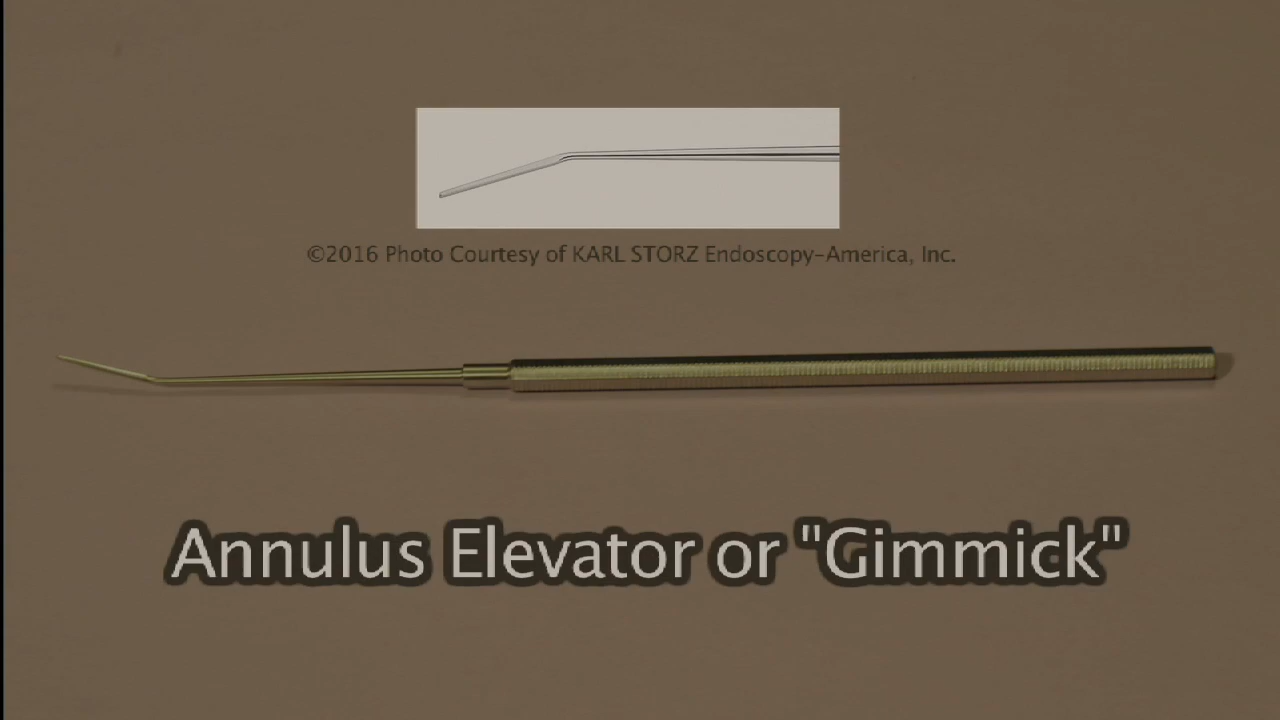 ©2016 Photo Courtesy of KARL STORZ Endoscopy-America, Inc.
Annulus Elevator or "Gimmick"